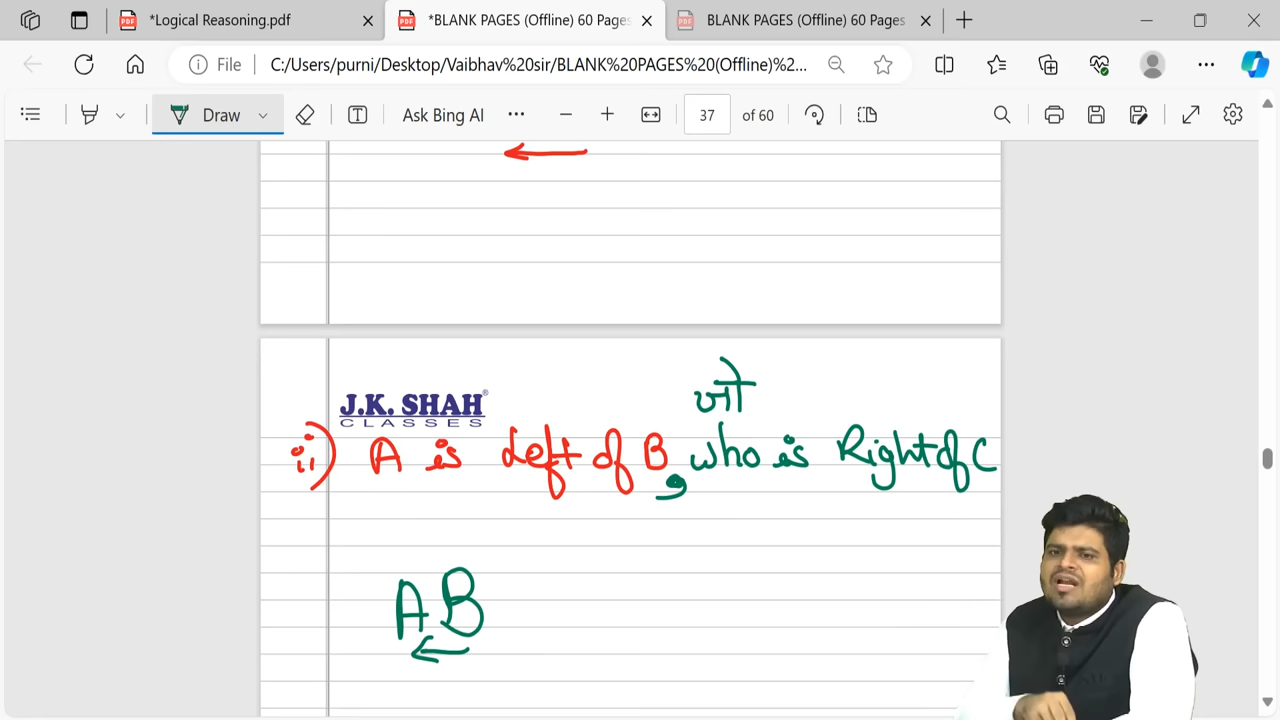 *Logical Reasoning.pdf
*BLANK PAGES (Offline) 60 Pages
BLANK PAGES (Offline) 60 Pages
File
C:/Users/purni/Desktop/Vaibhav%20sir/BLANK%20PAGES%20(Offline)%2...
Draw
Ask Bing AI
37 of 60
जो
J.K. SHAH®
CLASSES
ii) A is Left of B, who is Right of C
A B